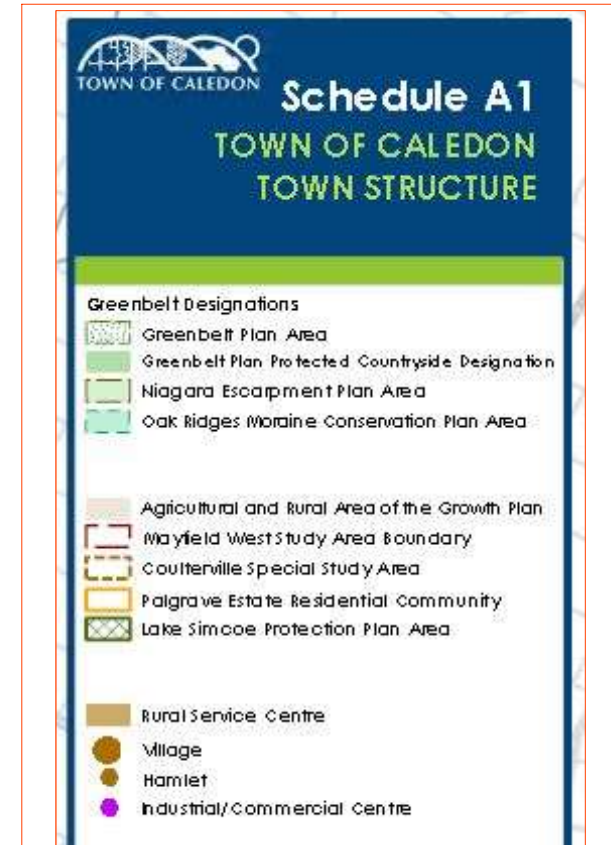 TOWN OF CALEDON
Schedule A1
TOWN OF CALEDON
TOWN STRUCTURE
Greenbelt Designations
Greenbelt Plan Area
Greenbelt Plan Protected Countryside Designation
Niagara Escarpment Plan Area
Oak Ridges Moraine Conservation Plan Area
Agricultural and Rural Area of the Growth Plan
Mayfield West Study Area Boundary
Coulterville Special Study Area
Palgrave Estate Residential Community
Lake Simcoe Protection Plan Area
Rural Service Centre
Village
Hamlet
Industrial/Commercial Centre